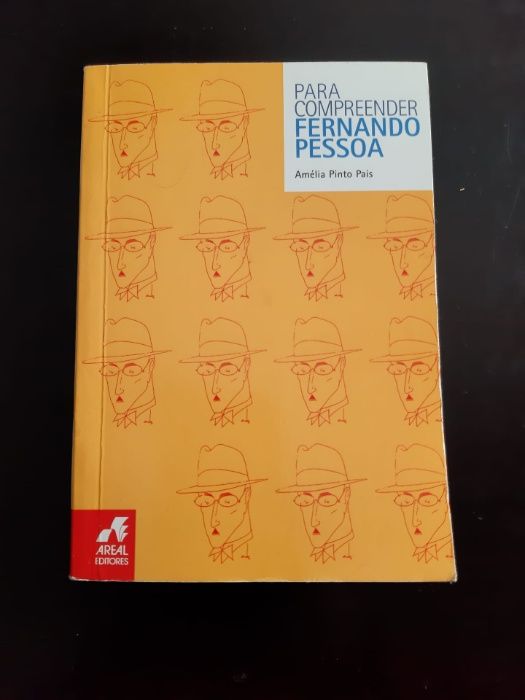 PARA
COMPREENDER
FERNANDO
PESSOA
Amélia Pinto Pais
AREAL
EDITORES